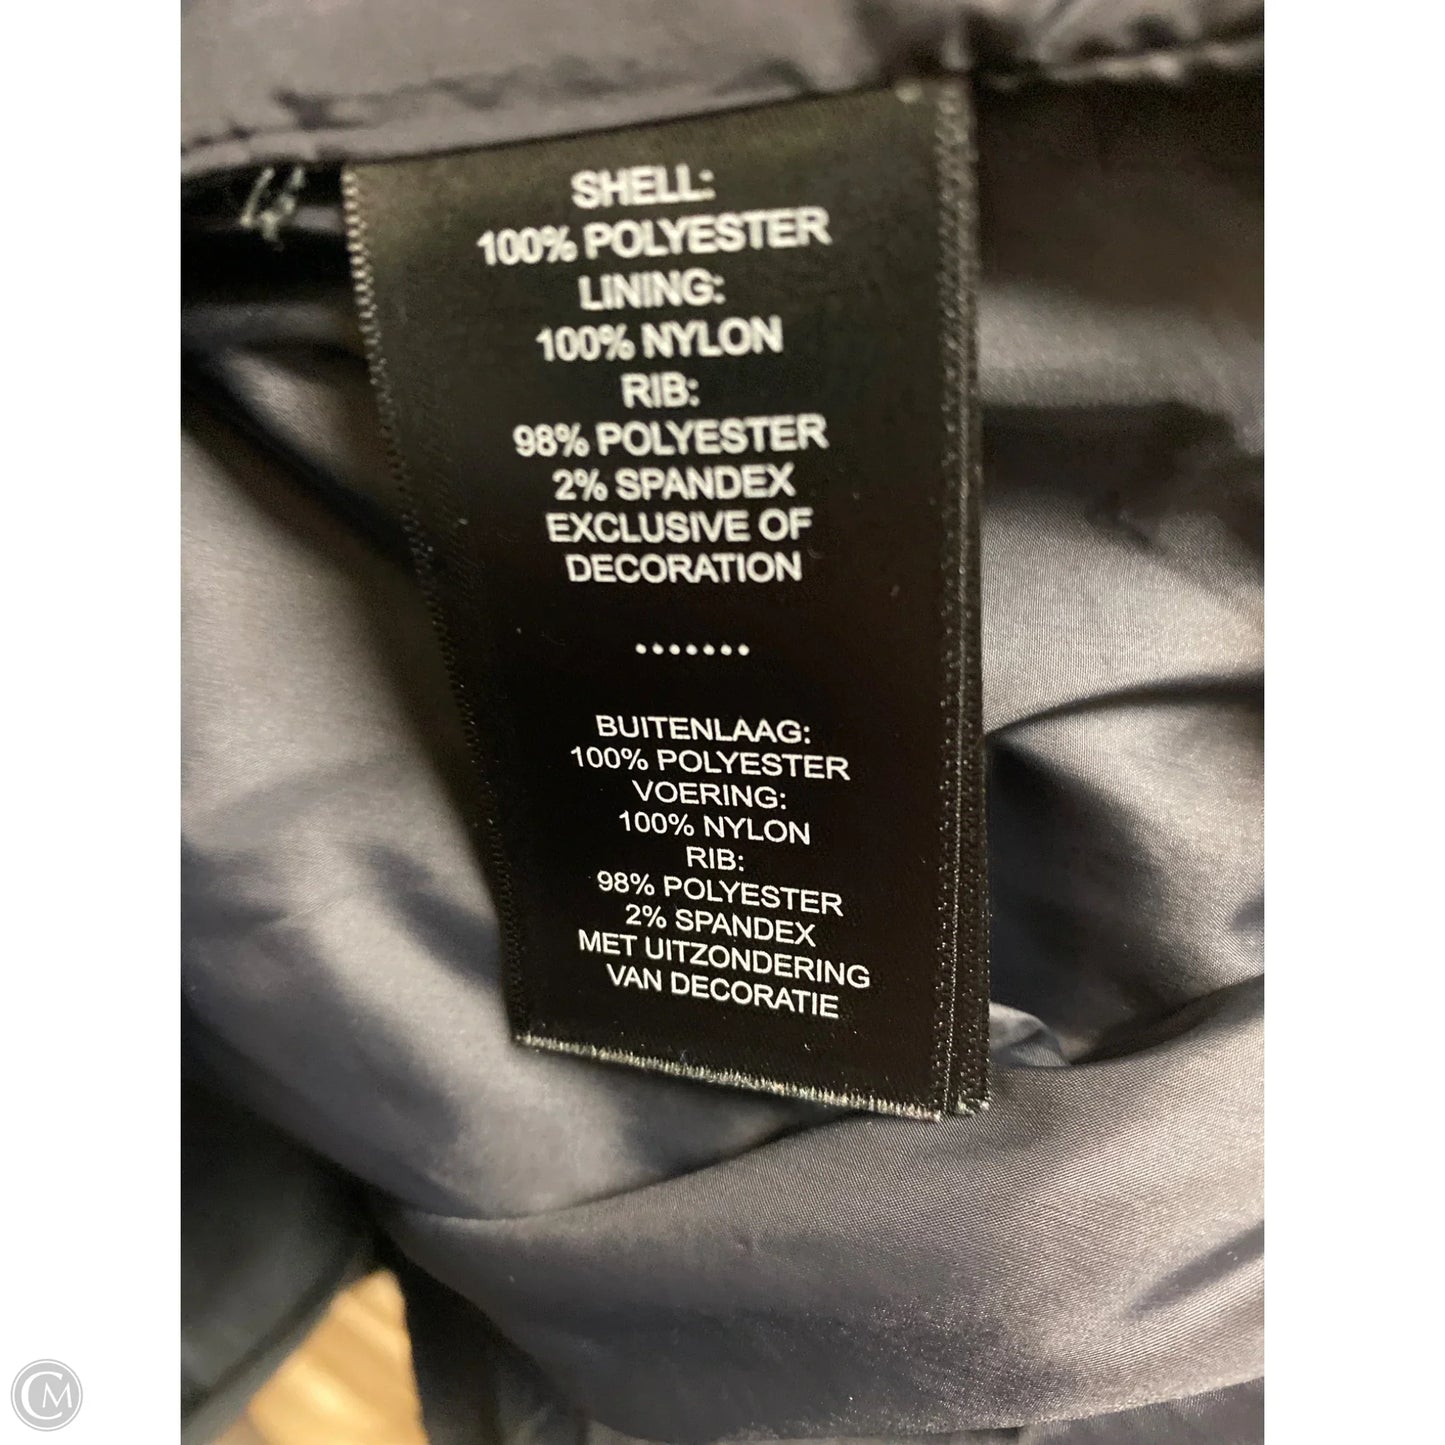 SHELL:
100% POLYESTER
LINING:
100% NYLON
RIB:
98% POLYESTER
2% SPANDEX
EXCLUSIVE OF
DECORATION
.......
BUITENLAAG:
100% POLYESTER
VOERING:
100% NYLON
RIB:
98% POLYESTER
2% SPANDEX
MET UITZONDERING
VAN DECORATIE
CM